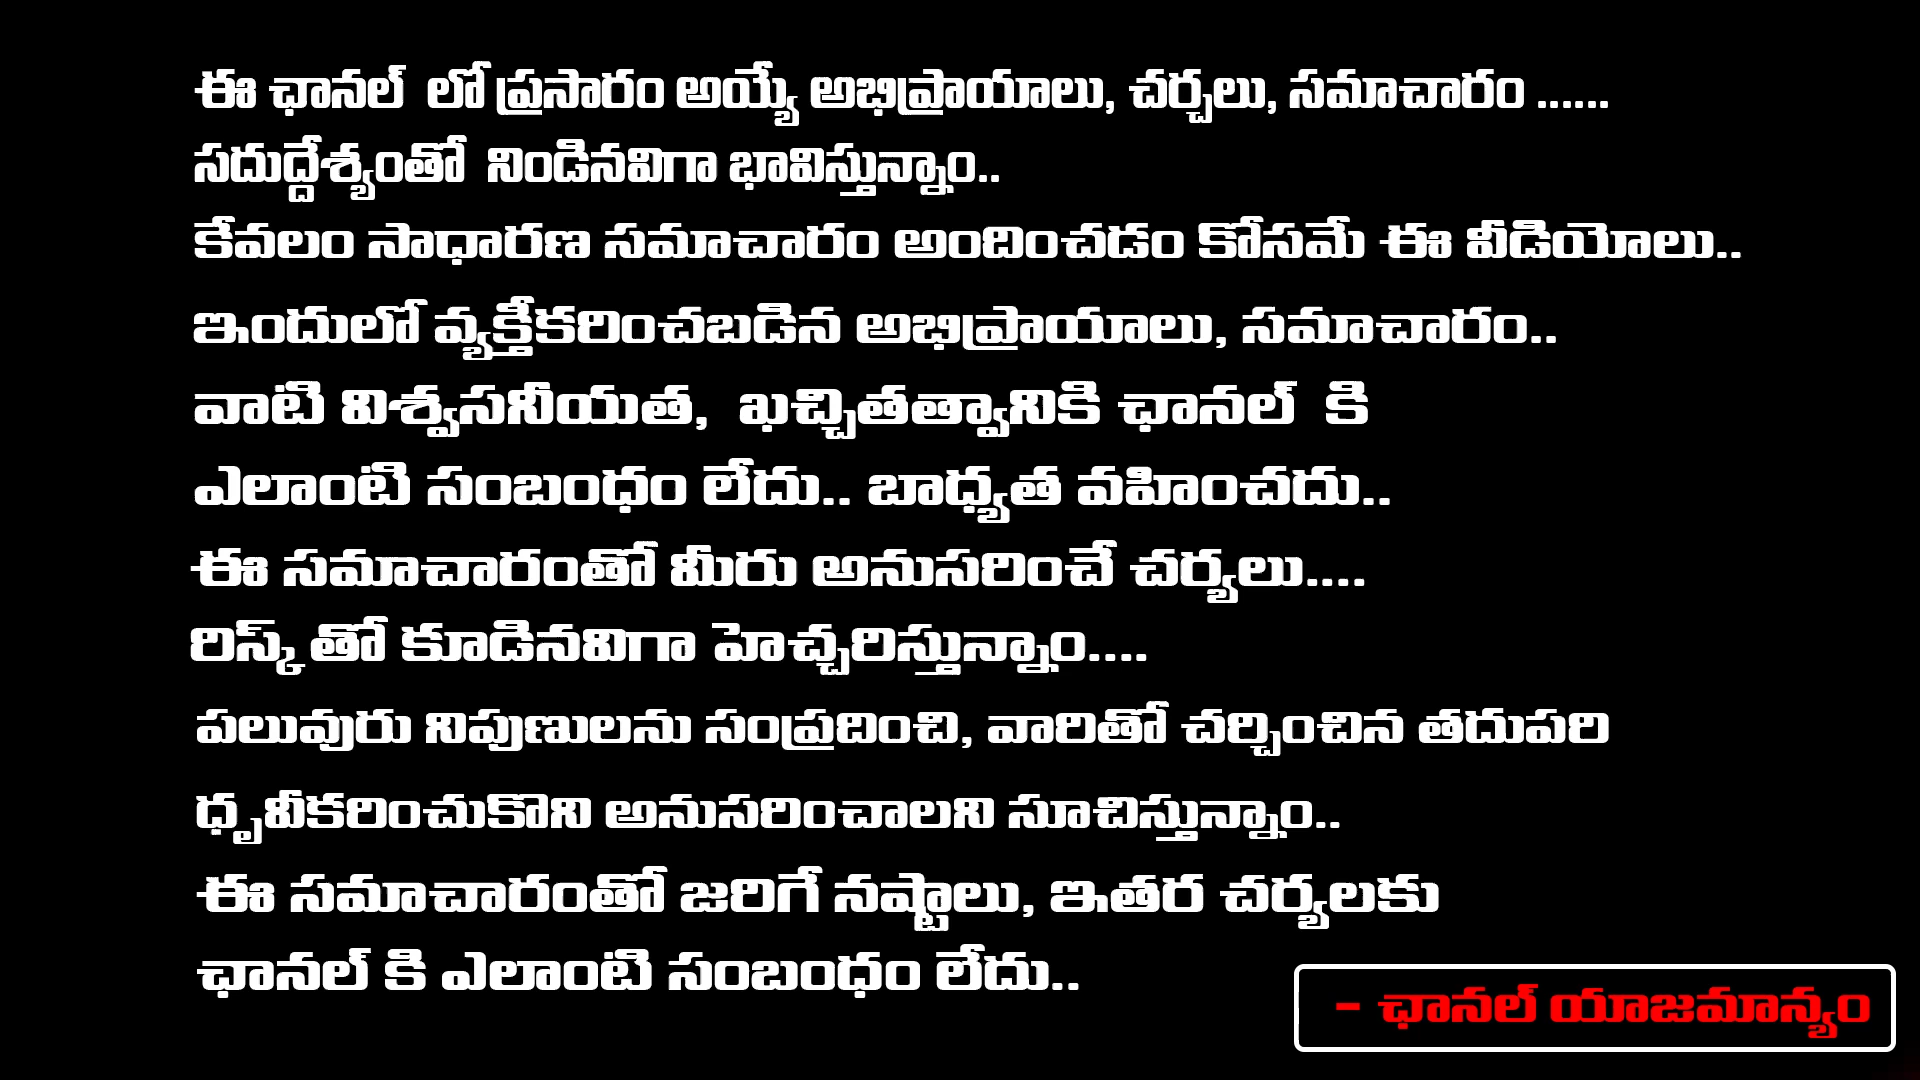 ఈ ఛానల్ లో ప్రసారం అయ్యే అభిప్రాయాలు, చర్చలు, సమాచారం ......
సదుద్దేశ్యంతో నిండినవిగా భావిస్తున్నాం..
కేవలం సాధారణ సమాచారం అందించడం కోసమే ఈ వీడియోలు..
ఇందులో వ్యక్తీకరించబడిన అభిప్రాయాలు, సమాచారం..
వాటి విశ్వసనీయత, ఖచ్చితత్వానికి ఛానల్ కి
ఎలాంటి సంబంధం లేదు.. బాధ్యత వహించదు..
ఈ సమాచారంతో మీరు అనుసరించే చర్యలు....
రిస్క్ తో కూడినవిగా హెచ్చరిస్తున్నాం....
పలువురు నిపుణులను సంప్రదించి, వారితో చర్చించిన తదుపరి
ధృవీకరించుకొని అనుసరించాలని సూచిస్తున్నాం..
ఈ సమాచారంతో జరిగే నష్టాలు, ఇతర చర్యలకు
ఛానల్ కి ఎలాంటి సంబంధం లేదు..
- ఛానల్ యాజమాన్యం